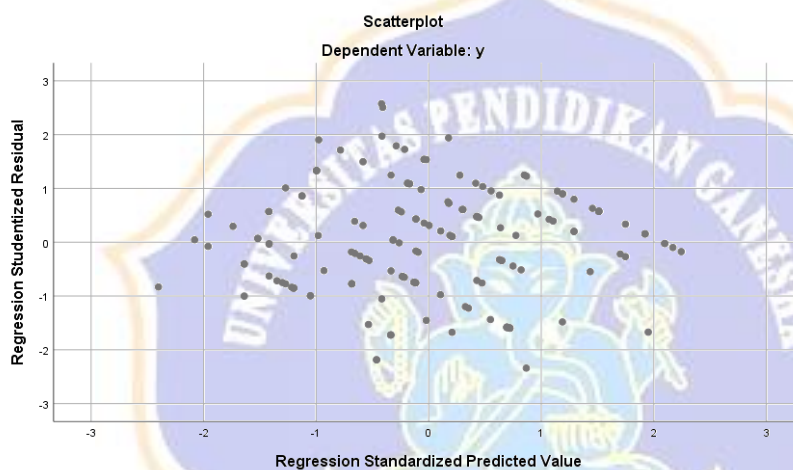 Scatterplot
Dependent Variable: y
UNIVERSITAS PENDIDIKAN GANESHA
Regression Studentized Residual
3
2
1
0
-1
-2
-3
-3 -2 -1 0 1 2 3
Regression Standardized Predicted Value